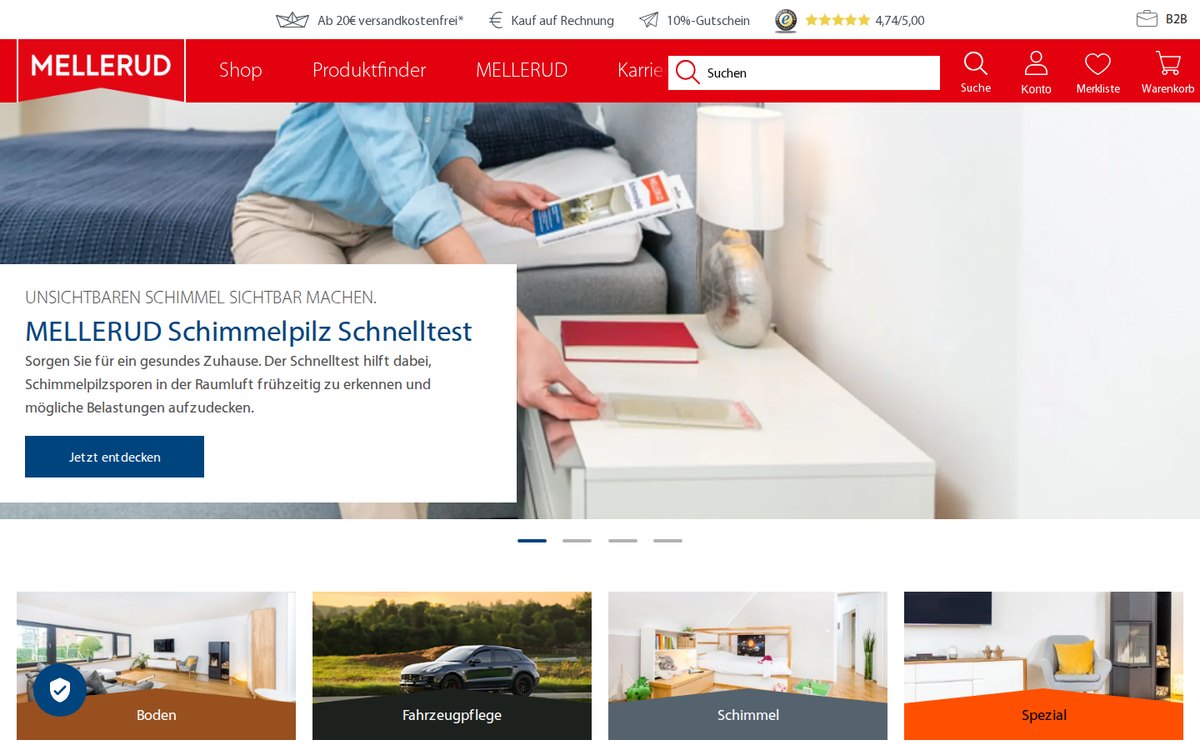 Ab 20€ versandkostenfrei*
Kauf auf Rechnung
10%-Gutschein
4,74/5,00
B2B
MELLERUD
Shop
Produktfinder
MELLERUD
Karrie
Suchen
Suche
Konto
Merkliste
Warenkorb
MELLERUD
UNSICHTBAREN SCHIMMEL SICHTBAR MACHEN.
MELLERUD Schimmelpilz Schnelltest
Sorgen Sie für ein gesundes Zuhause. Der Schnelltest hilft dabei,
Schimmelpilzsporen in der Raumluft frühzeitig zu erkennen und
mögliche Belastungen aufzudecken.
Jetzt entdecken
Boden
Fahrzeugpflege
Schimmel
Spezial